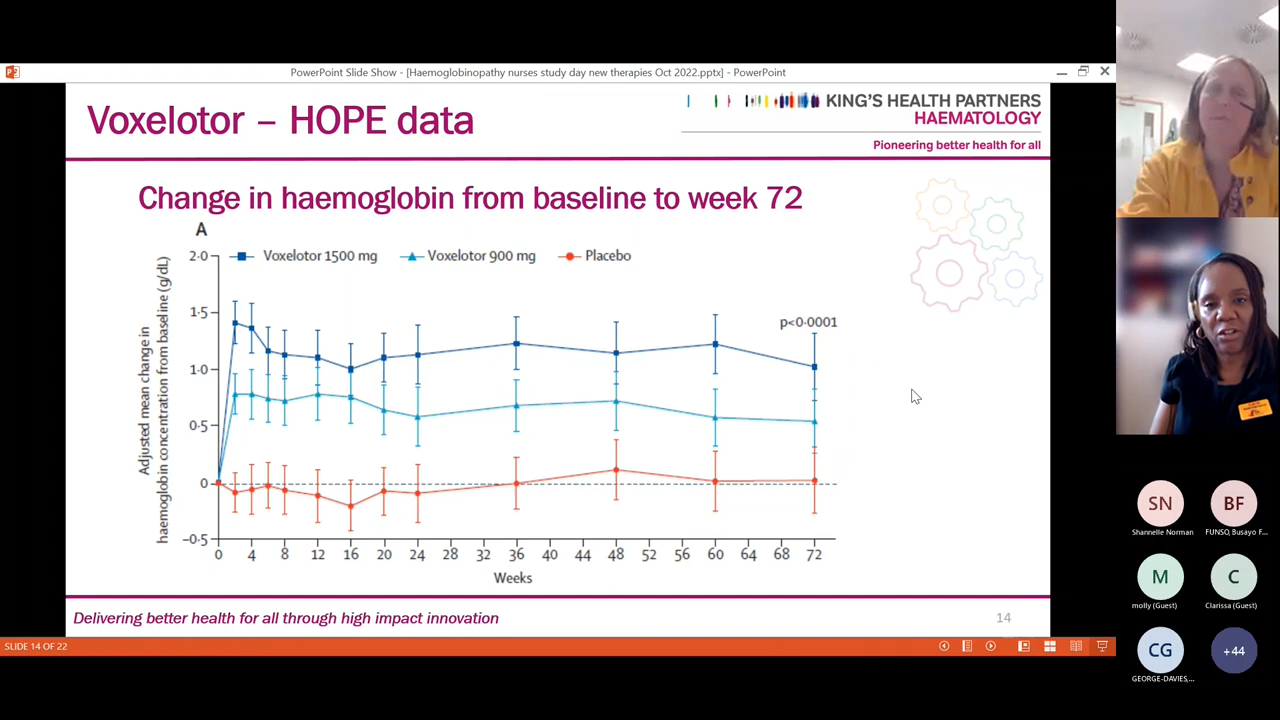 PowerPoint Slide Show - [Haemoglobinopathy nurses study day new therapies Oct 2022.pptx] - PowerPoint
Voxelotor – HOPE data
KING'S HEALTH PARTNERS
HAEMATOLOGY
Pioneering better health for all
Change in haemoglobin from baseline to week 72
A
Voxelotor 1500 mg
Voxelotor 900 mg
Placebo
Adjusted mean change in
haemoglobin concentration from baseline (g/dL)
2·0
1·5
1·0
0·5
0
–0·5
p<0·0001
0 4 8 12 16 20 24 28 32 36 40 44 48 52 56 60 64 68 72
Weeks
Delivering better health for all through high impact innovation
14
SLIDE 14 OF 22
SN
Shannelle Norman
BF
FUNSO, Busayo F...
M
molly (Guest)
C
Clarissa (Guest)
CG
GEORGE-DAVIES,...
+44